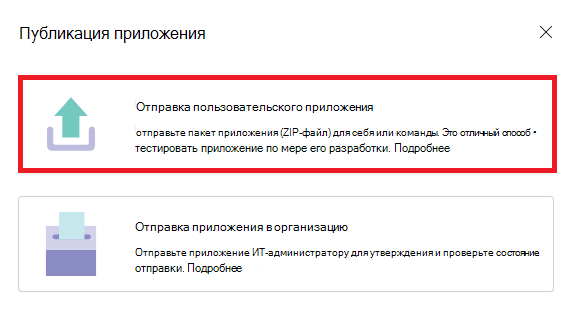 Публикация приложения
Отправка пользовательского приложения
отправьте пакет приложения (ZIP-файл) для себя или команды. Это отличный способ •
тестировать приложение по мере его разработки. Подробнее
Отправка приложения в организацию
Отправьте приложение ИТ-администратору для утверждения и проверьте состояние
отправки. Подробнее